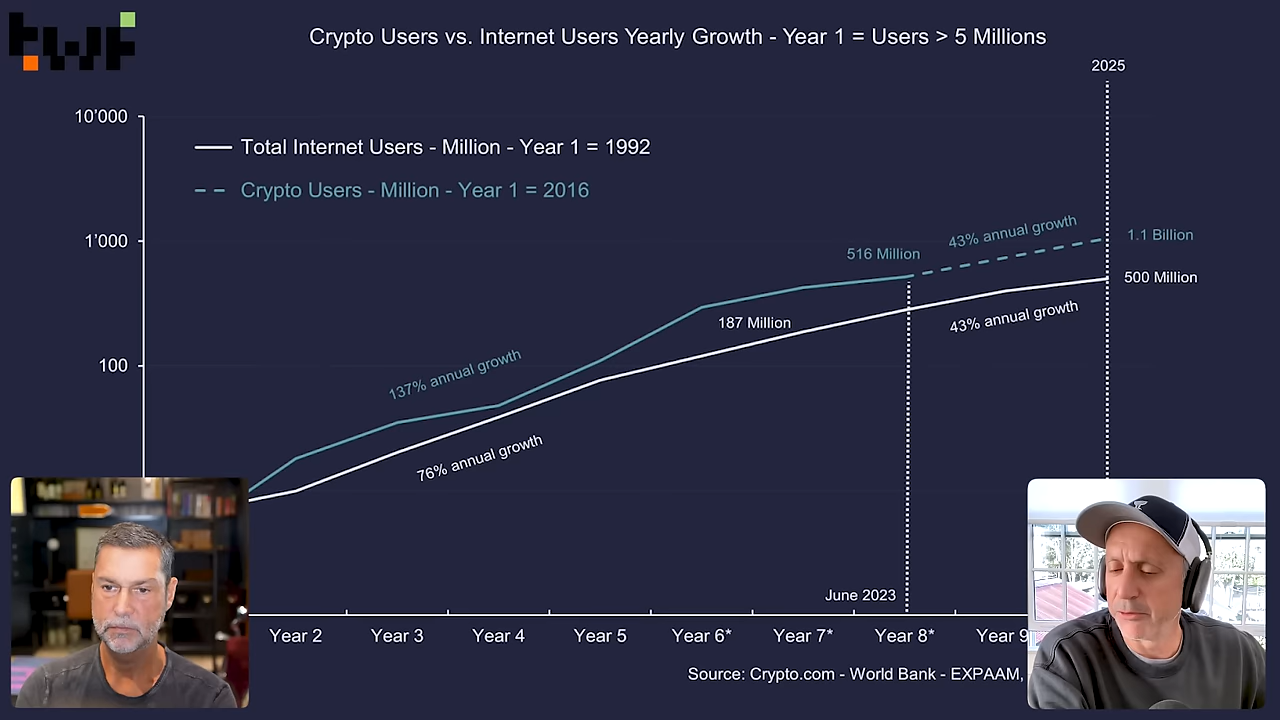 twf
Crypto Users vs. Internet Users Yearly Growth - Year 1 = Users > 5 Millions
2025
10’000
Total Internet Users - Million - Year 1 = 1992
Crypto Users - Million - Year 1 = 2016
43% annual growth
1’000
1.1 Billion
516 Million
500 Million
187 Million
43% annual growth
100
137% annual growth
76% annual growth
June 2023
Year 2
Year 3
Year 4
Year 5
Year 6*
Year 7*
Year 8*
Year 9
Source: Crypto.com - World Bank - EXPAAM,